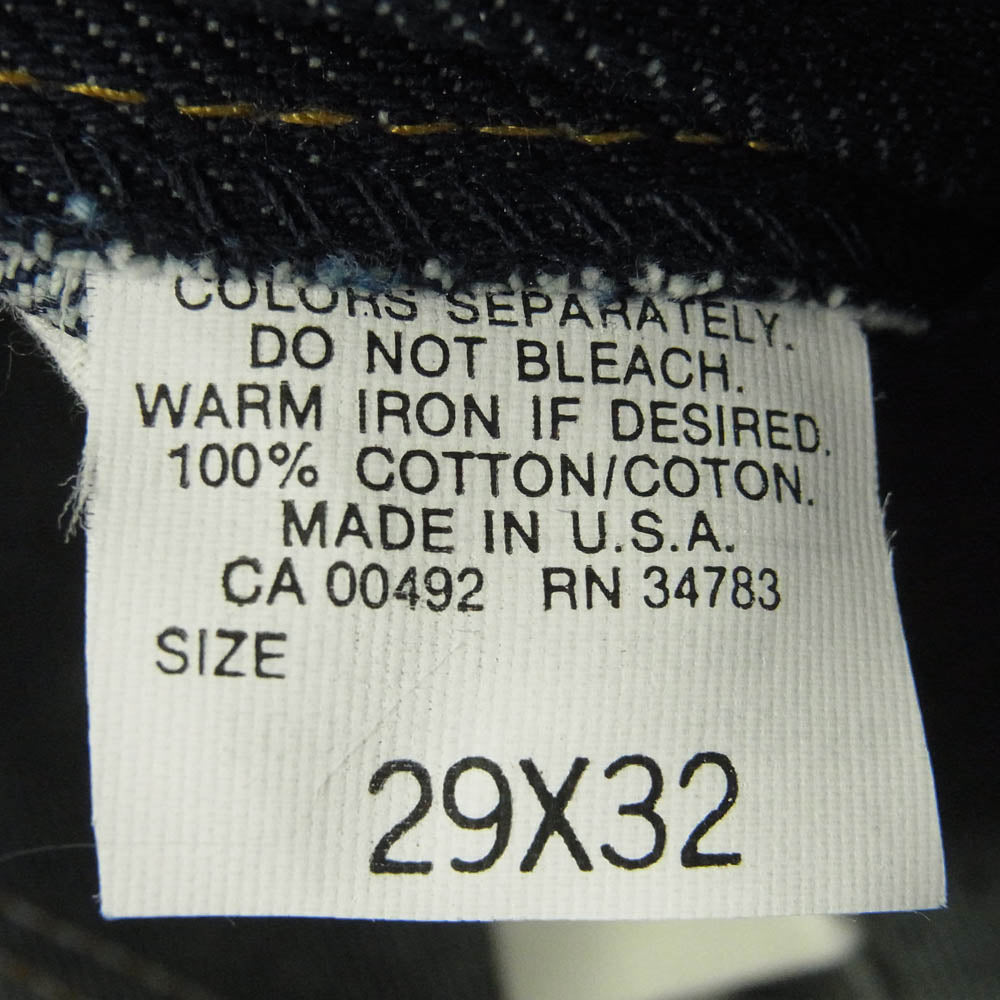 COLORS SEPARATELY.
DO NOT BLEACH.
WARM IRON IF DESIRED.
100% COTTON/COTON.
MADE IN U.S.A.
CA 00492 RN 34783
SIZE
29X32